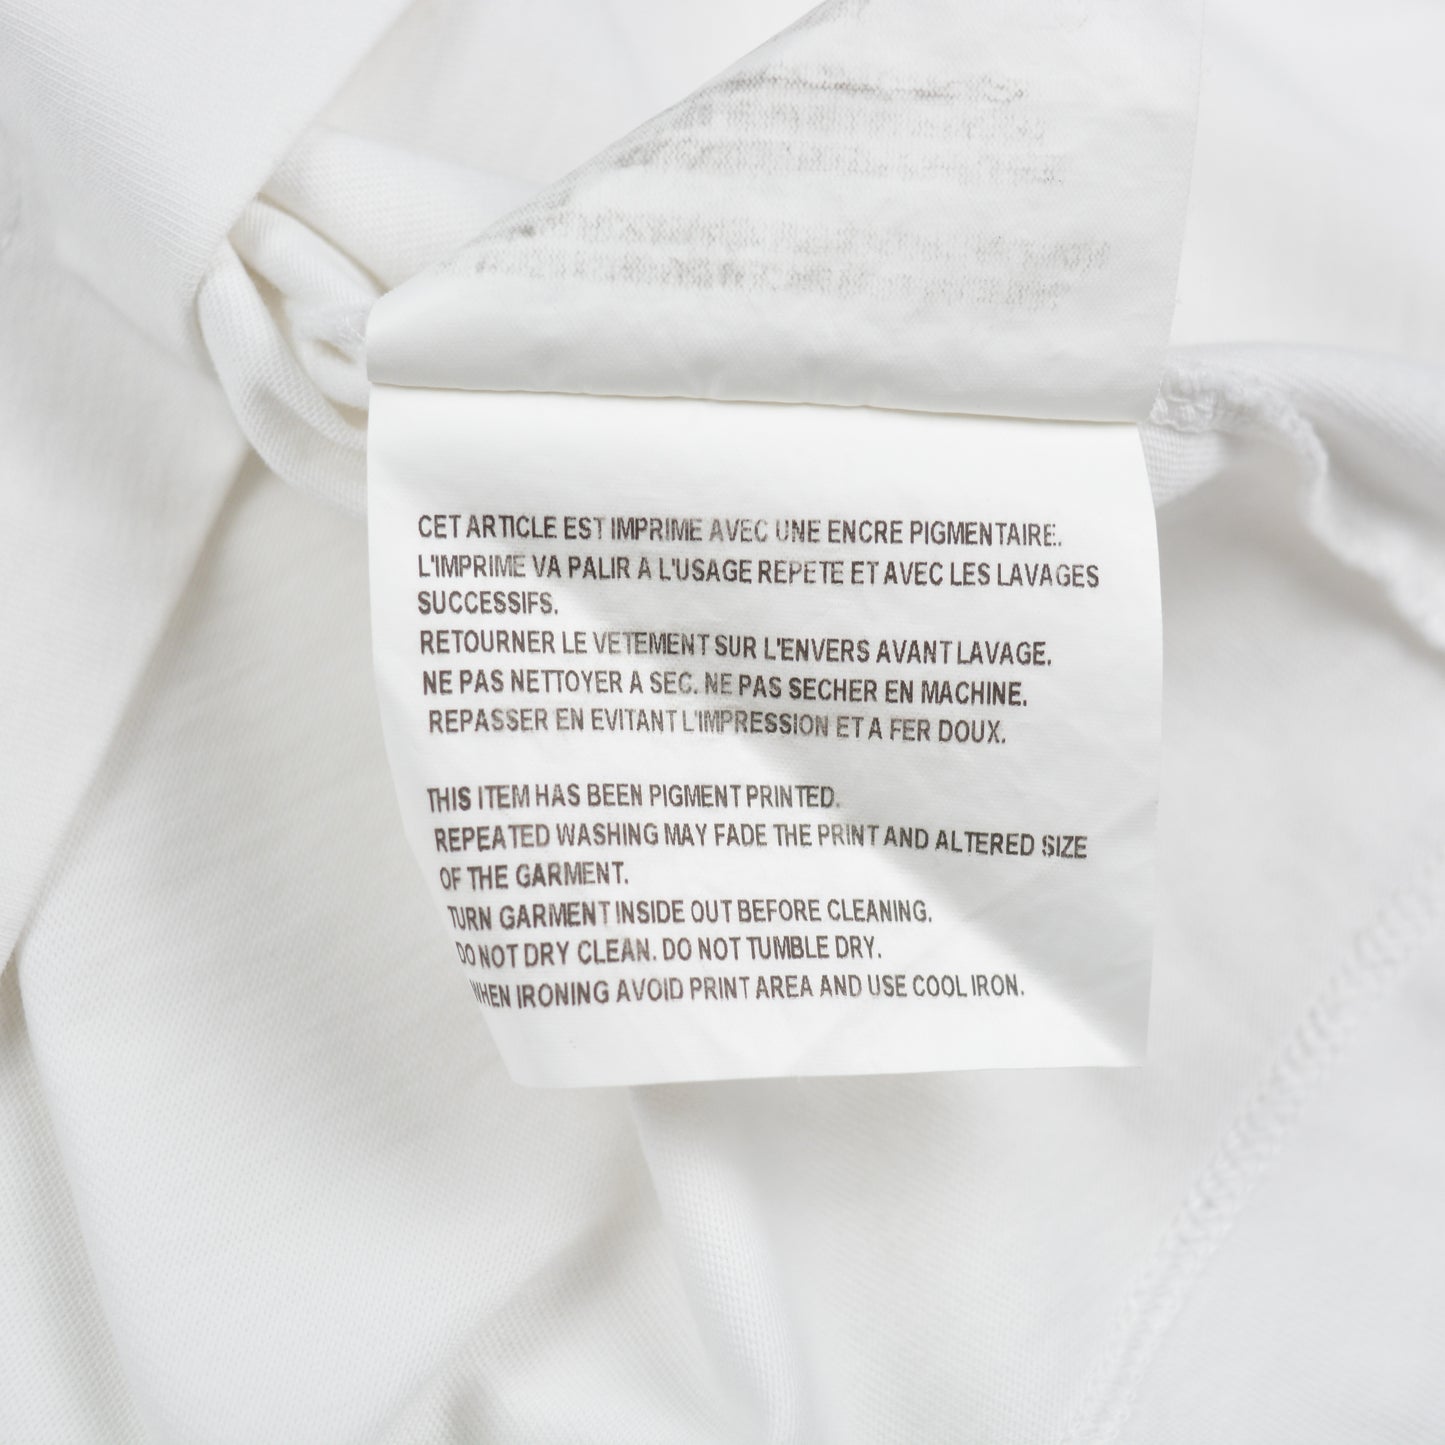 CET ARTICLE EST IMPRIME AVEC UNE ENCRE PIGMENTAIRE.
L'IMPRIME VA PALIR A L'USAGE REPETE ET AVEC LES LAVAGES
SUCCESSIFS.
RETOURNER LE VETEMENT SUR L'ENVERS AVANT LAVAGE.
NE PAS NETTOYER A SEC. NE PAS SECHER EN MACHINE.
REPASSER EN EVITANT L'IMPRESSION ET A FER DOUX.
THIS ITEM HAS BEEN PIGMENT PRINTED.
REPEATED WASHING MAY FADE THE PRINT AND ALTERED SIZE
OF THE GARMENT.
TURN GARMENT INSIDE OUT BEFORE CLEANING.
DO NOT DRY CLEAN. DO NOT TUMBLE DRY.
WHEN IRONING AVOID PRINT AREA AND USE COOL IRON.